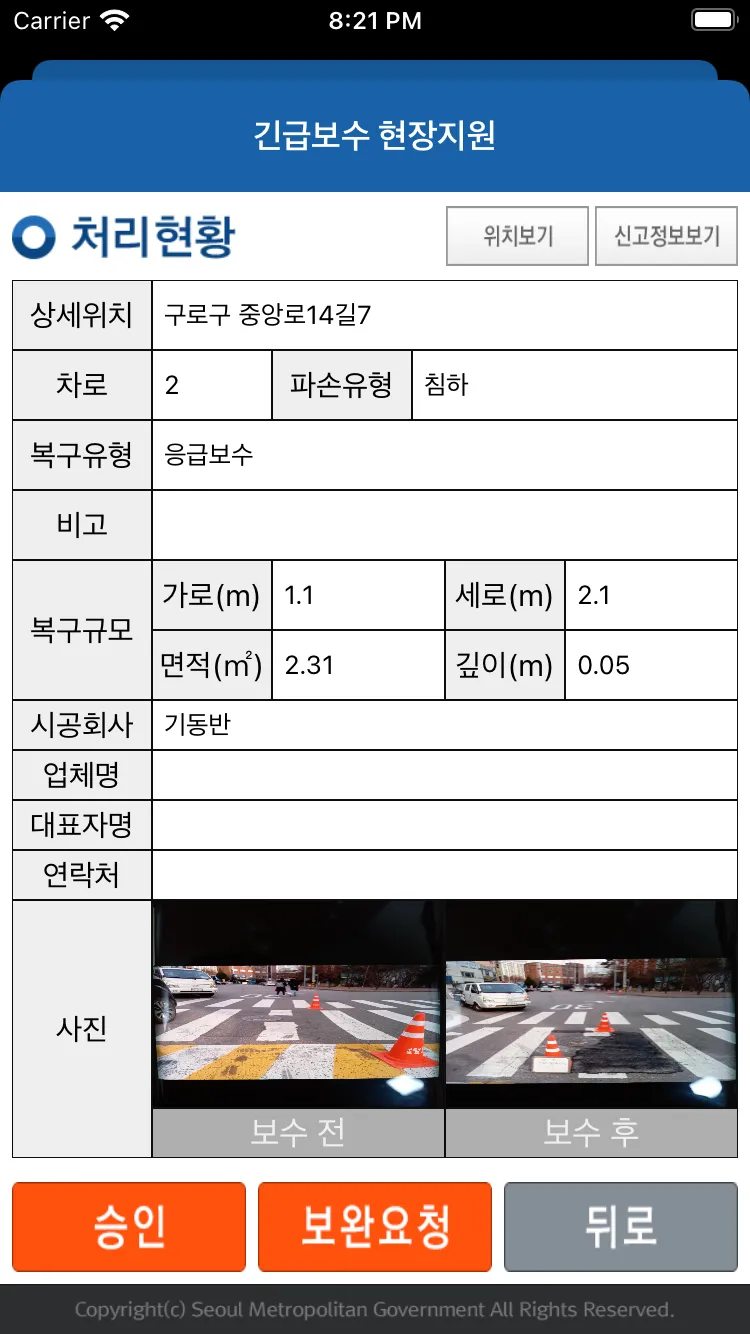 Carrier 8:21 PM
긴급보수 현장지원
처리현황 위치보기 신고정보보기
상세위치 구로구 중앙로14길7
차로 2 파손유형 침하
복구유형 응급보수
비고
복구규모
가로(m) 1.1 세로(m) 2.1
면적(㎡) 2.31 깊이(m) 0.05
시공회사 기동반
업체명
대표자명
연락처
사진
보수 전 보수 후
승인 보완요청 뒤로
Copyright(c) Seoul Metropolitan Government All Rights Reserved.